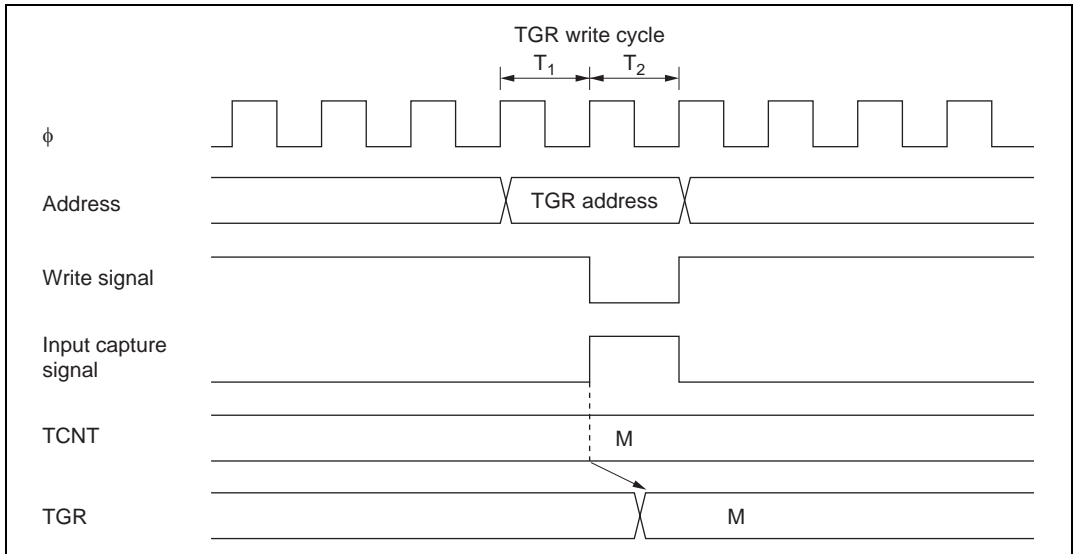 TGR write cycle
T1 T2
ϕ
Address
TGR address
Write signal
Input capture
signal
TCNT
M
TGR
M